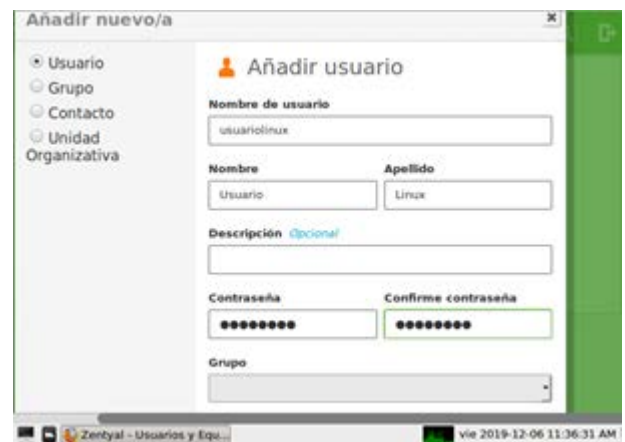 Añadir nuevo/a
Usuario
Grupo
Contacto
Unidad
Organizativa
Añadir usuario
Nombre de usuario
usuariolinux
Nombre Apellido
Usuario Linux
Descripción Opcional
Contraseña Confirme contraseña
Grupo
Zentyal - Usuarios y Equ...
vie 2019-12-06 11:36:31 AM